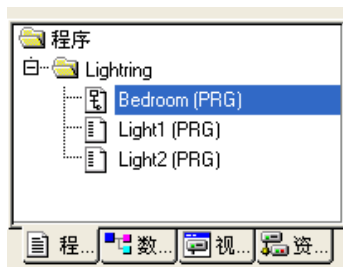 程序
Lightring
Bedroom (PRG)
Light1 (PRG)
Light2 (PRG)
程... 数... 视... 资...